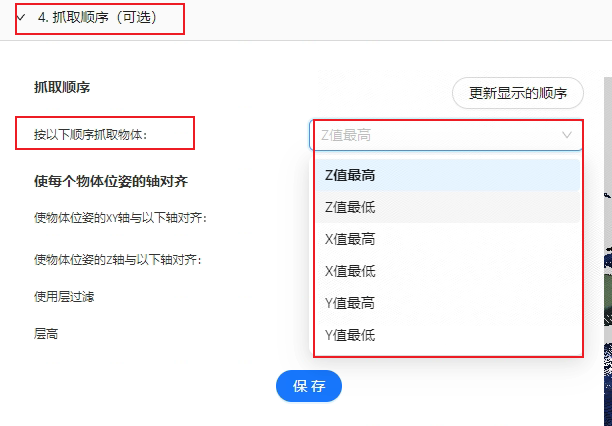 4. 抓取顺序（可选）
抓取顺序
更新显示的顺序
按以下顺序抓取物体:
Z值最高
Z值最高
使每个物体位姿的轴对齐
Z值最低
使物体位姿的XY轴与以下轴对齐:
X值最高
使物体位姿的Z轴与以下轴对齐:
X值最低
使用层过滤
Y值最高
层高
Y值最低
保 存